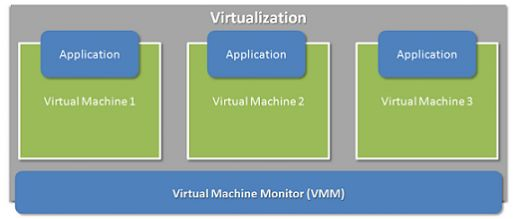 Virtualization
Application
Application
Application
Virtual Machine 1
Virtual Machine 2
Virtual Machine 3
Virtual Machine Monitor (VMM)